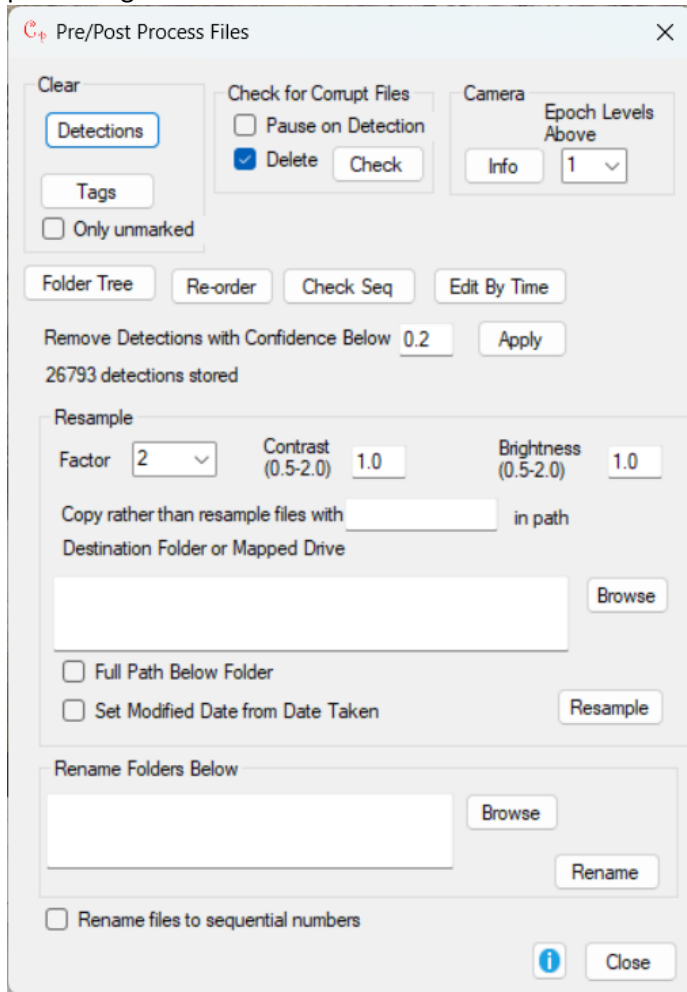 Pre/Post Process Files
Clear
Detections
Tags
Only unmarked
Check for Corrupt Files
Pause on Detection
Delete
Check
Camera
Epoch Levels
Above
Info
1
Folder Tree
Re-order
Check Seq
Edit By Time
Remove Detections with Confidence Below 0.2 Apply
26793 detections stored
Resample
Factor 2
Contrast
(0.5-2.0) 1.0
Brightness
(0.5-2.0) 1.0
Copy rather than resample files with in path
Destination Folder or Mapped Drive
Browse
Full Path Below Folder
Set Modified Date from Date Taken
Resample
Rename Folders Below
Browse
Rename
Rename files to sequential numbers
Close